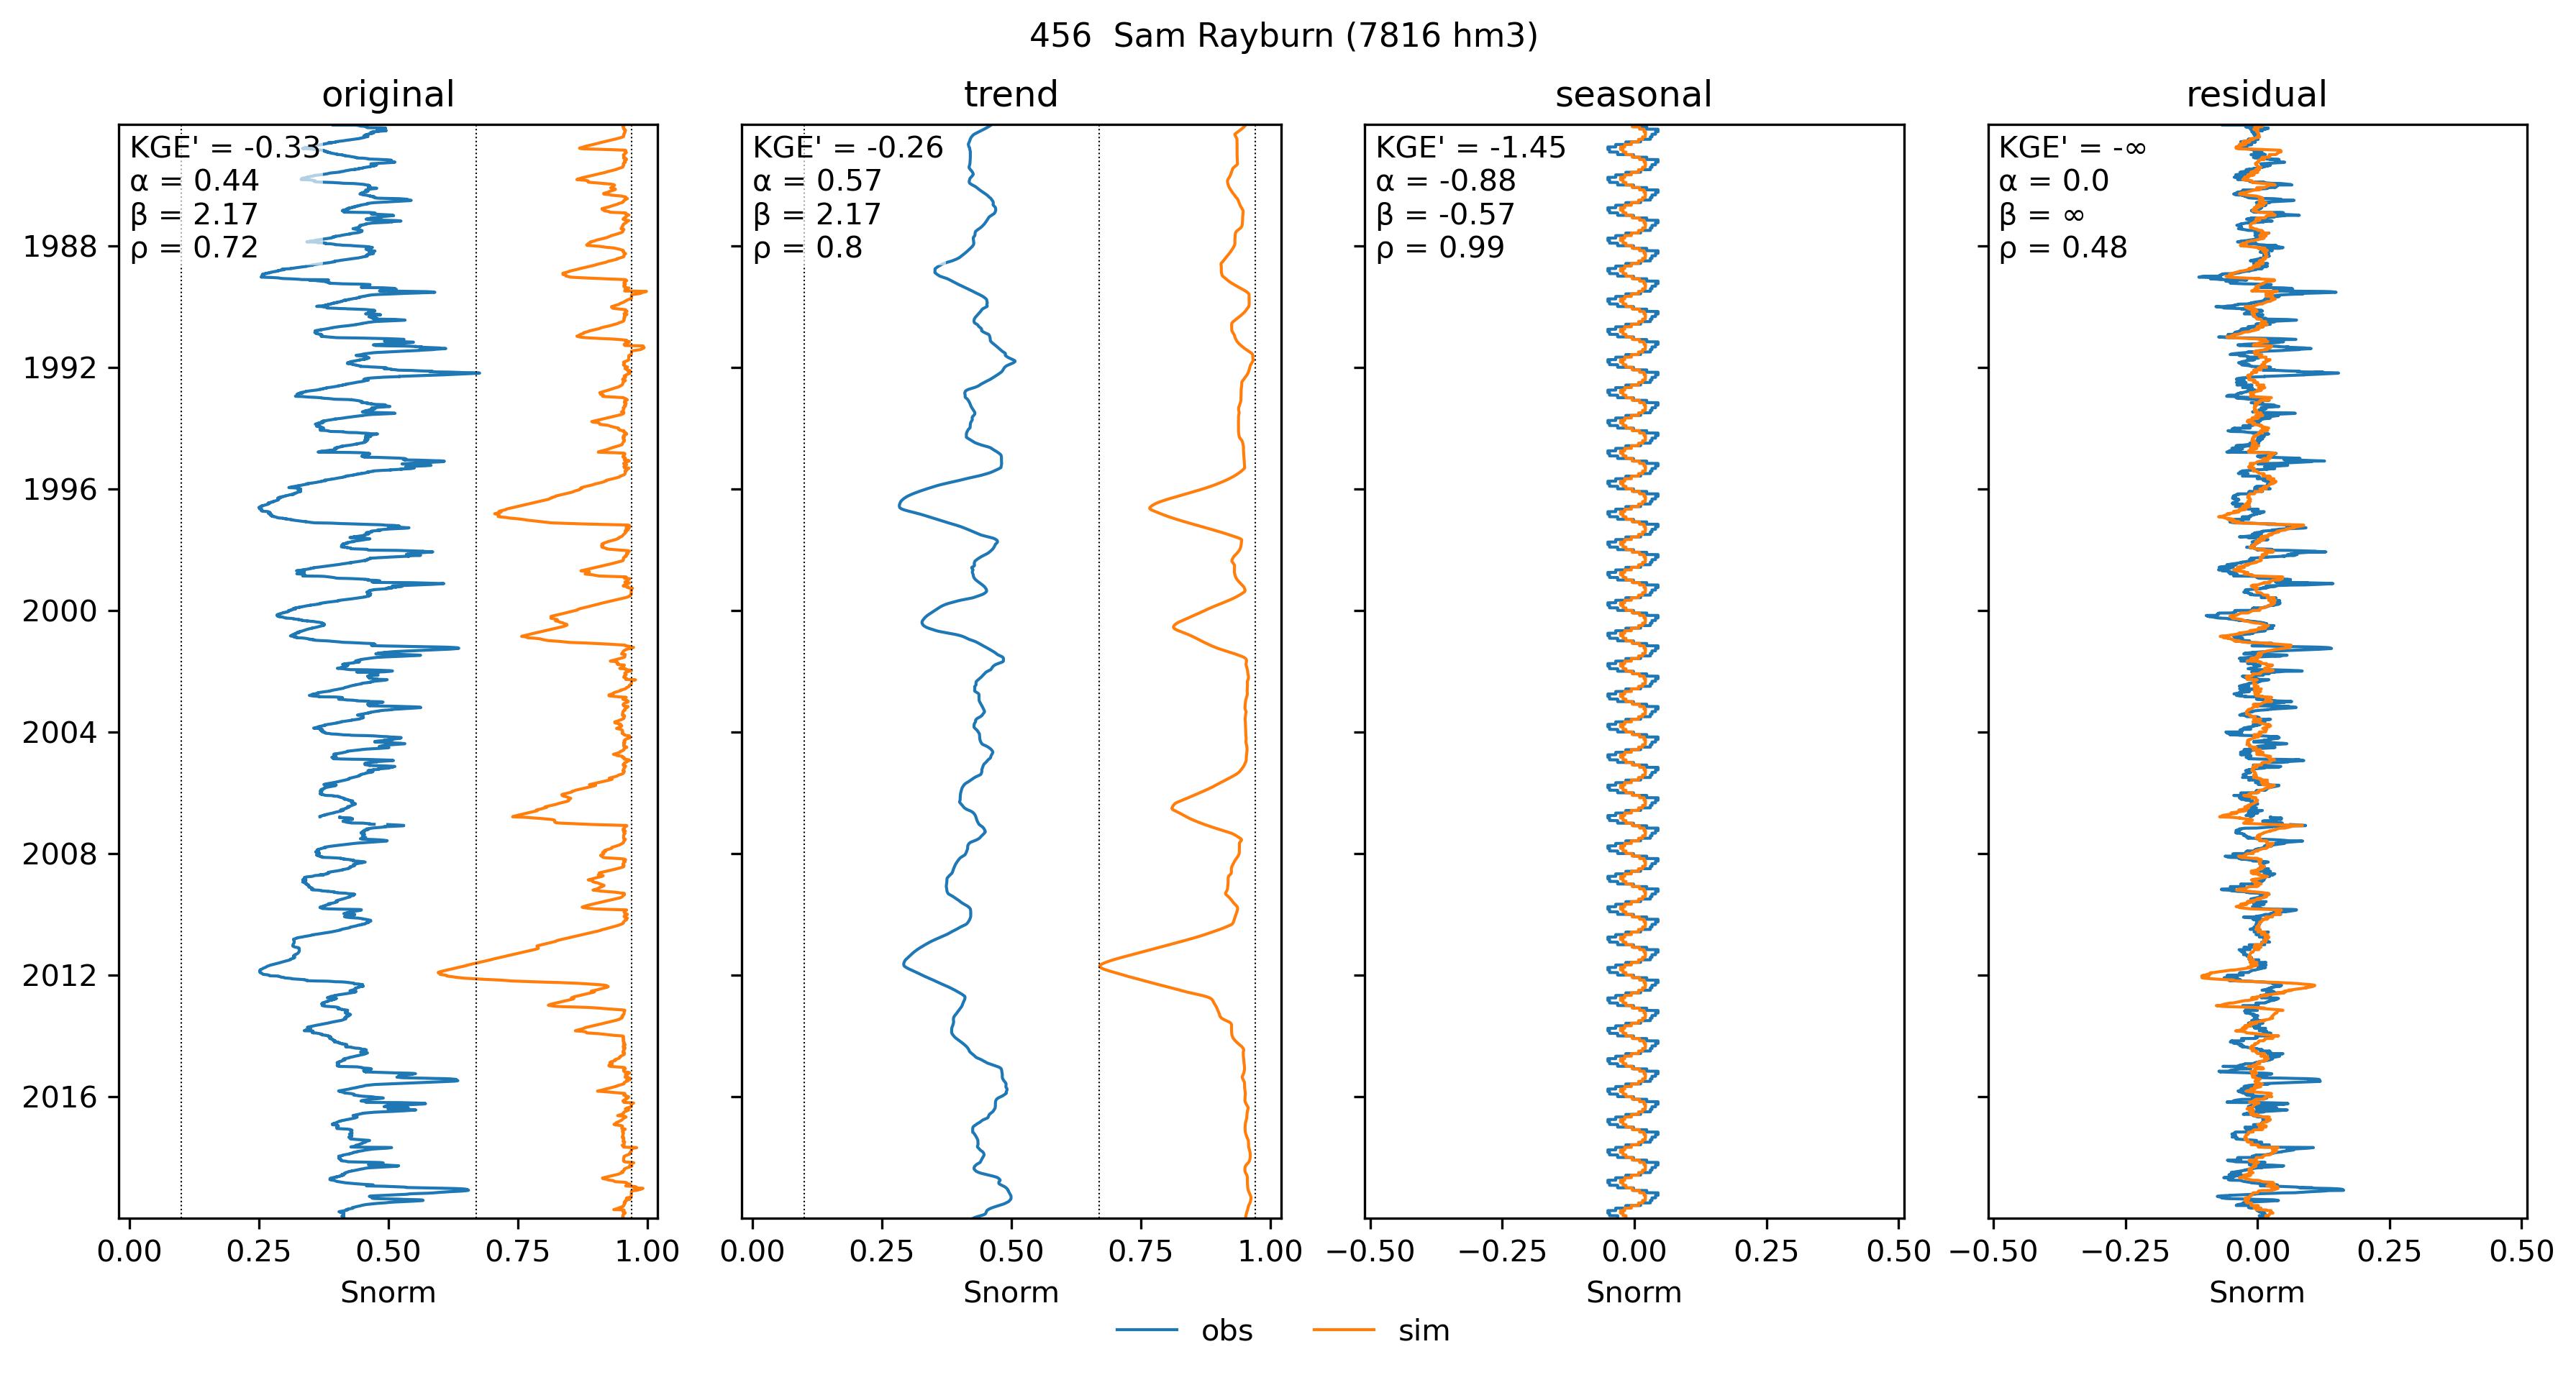 456  Sam Rayburn (7816 hm3)
original
trend
seasonal
residual
KGE' = -0.33
α = 0.44
β = 2.17
ρ = 0.72
KGE' = -0.26
α = 0.57
β = 2.17
ρ = 0.8
KGE' = -1.45
α = -0.88
β = -0.57
ρ = 0.99
KGE' = -∞
α = 0.0
β = ∞
ρ = 0.48
1988
1992
1996
2000
2004
2008
2012
2016
0.00 0.25 0.50 0.75 1.00
0.00 0.25 0.50 0.75 1.00
−0.50 −0.25 0.00 0.25 0.50
−0.50 −0.25 0.00 0.25 0.50
Snorm
Snorm
Snorm
Snorm
obs
sim